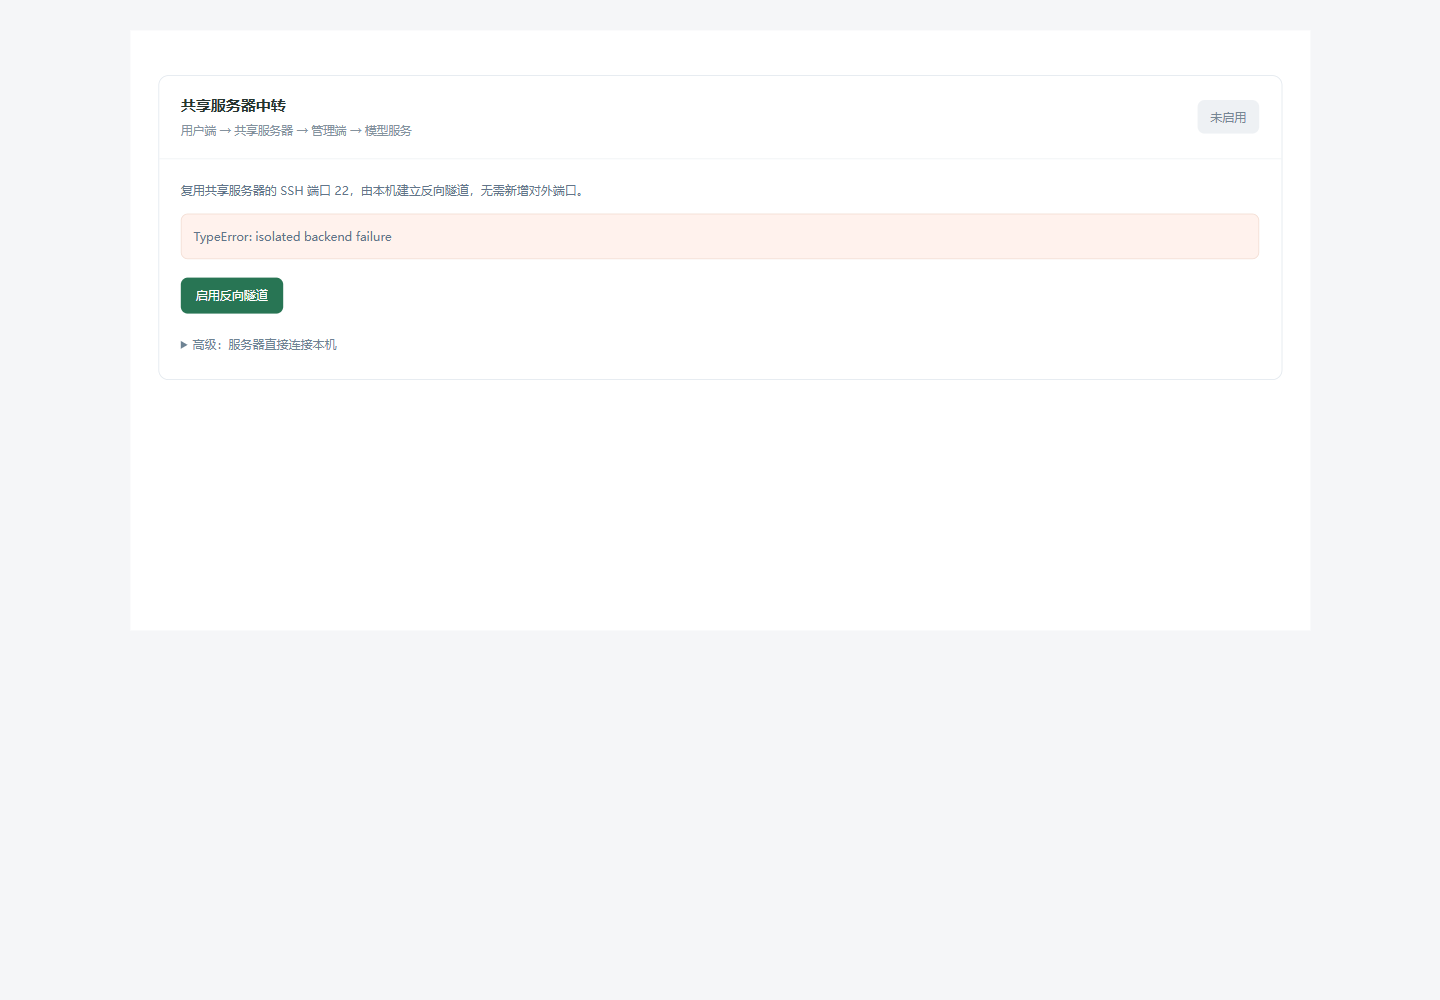 共享服务器中转
用户端 → 共享服务器 → 管理端 → 模型服务
未启用
复用共享服务器的 SSH 端口 22，由本机建立反向隧道，无需新增对外端口。
TypeError: isolated backend failure
启用反向隧道
▶ 高级：服务器直接连接本机